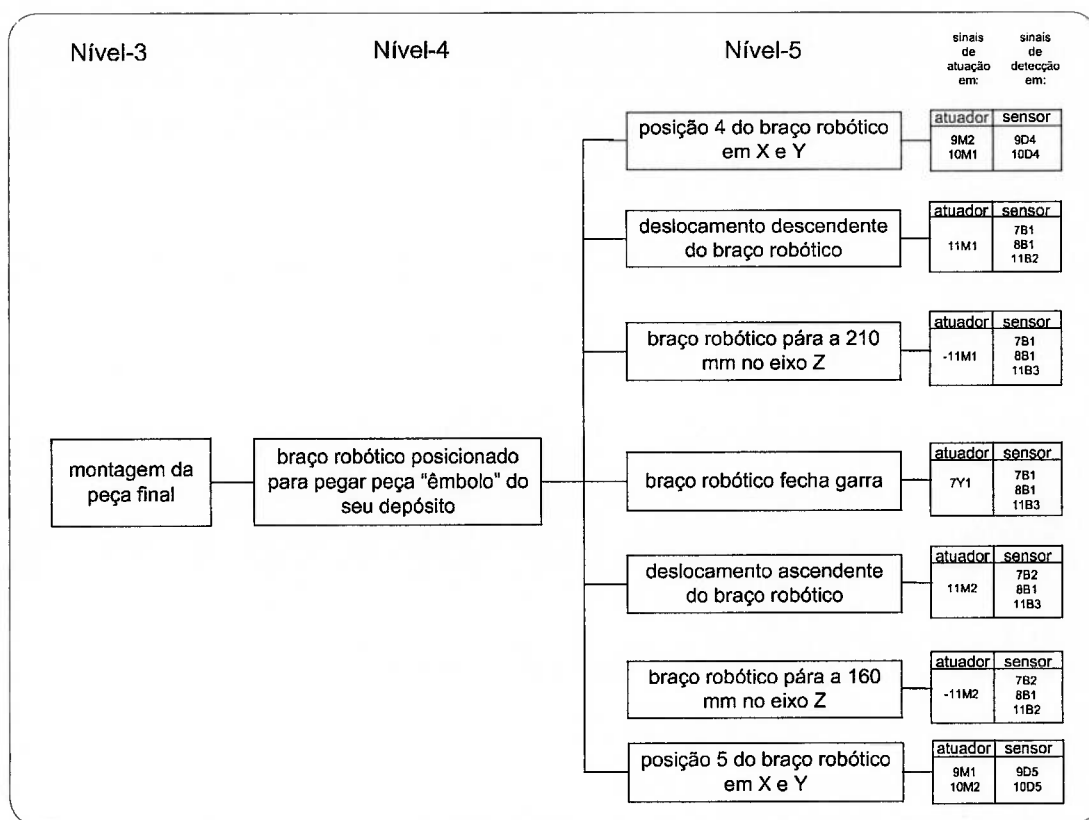 Nível-3
Nível-4
Nível-5
sinais
de
atuação
em:
sinais
de
detecção
em:
posição 4 do braço robótico
em X e Y
atuador sensor
9M2 9D4
10M1 10D4
deslocamento descendente
do braço robótico
atuador sensor
11M1
7B1
8B1
11B2
braço robótico pára a 210
mm no eixo Z
atuador sensor
-11M1
7B1
8B1
11B3
montagem da
peça final
braço robótico posicionado
para pegar peça "êmbolo" do
seu depósito
braço robótico fecha garra
atuador sensor
7Y1
7B1
8B1
11B3
deslocamento ascendente
do braço robótico
atuador sensor
11M2
7B2
8B1
11B3
braço robótico pára a 160
mm no eixo Z
atuador sensor
-11M2
7B2
8B1
11B2
posição 5 do braço robótico
em X e Y
atuador sensor
9M1 9D5
10M2 10D5